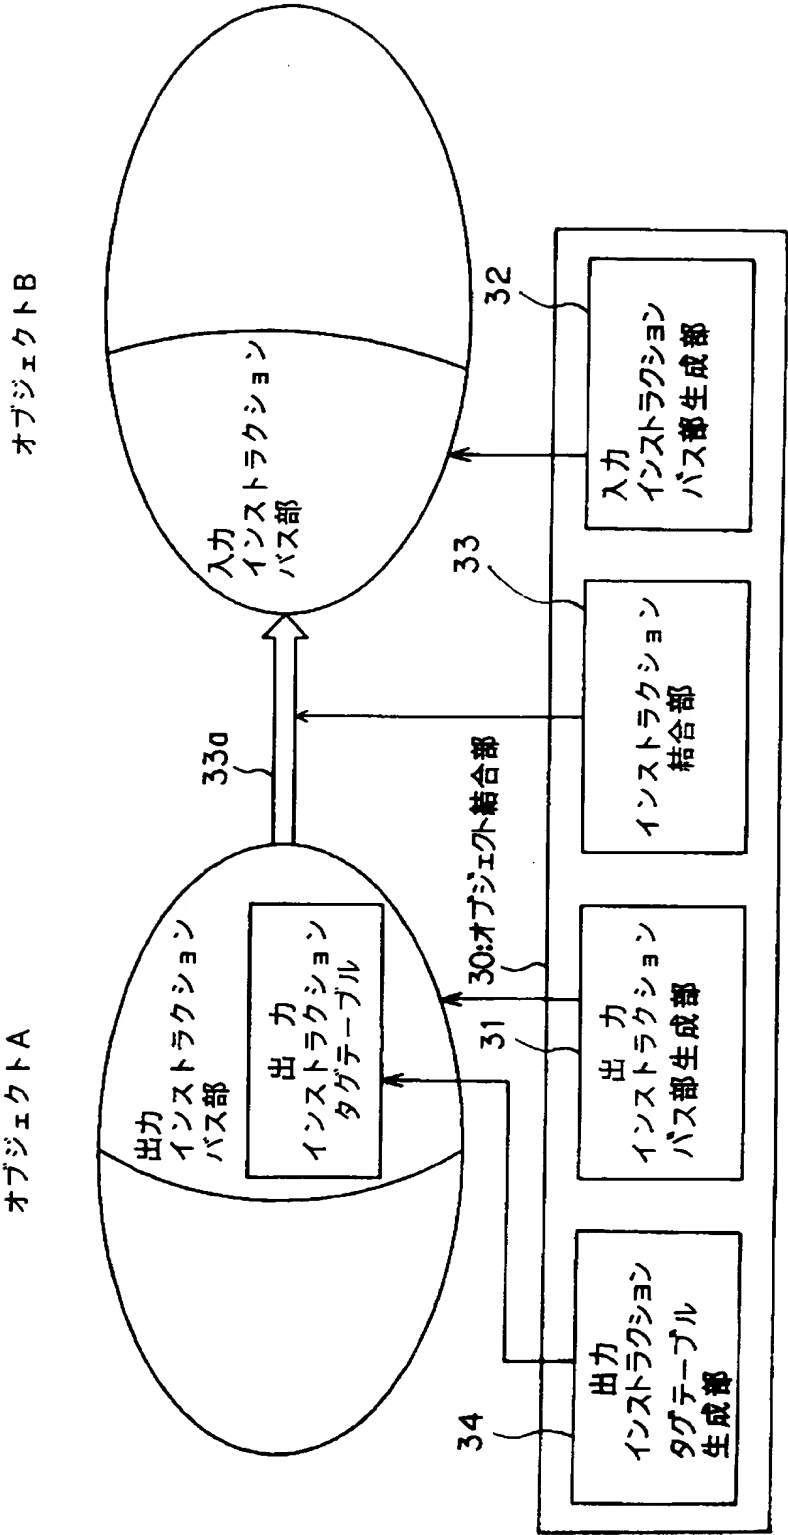 オブジェクトA
オブジェクトB
出力
インストラクション
バス部
出力
インストラクション
タグテーブル
33a
入力
インストラクション
バス部
30:オブジェクト結合部
34
出力
インストラクション
タグテーブル
生成部
31
出力
インストラクション
バス部生成部
33
インストラクション
結合部
32
入力
インストラクション
バス部生成部